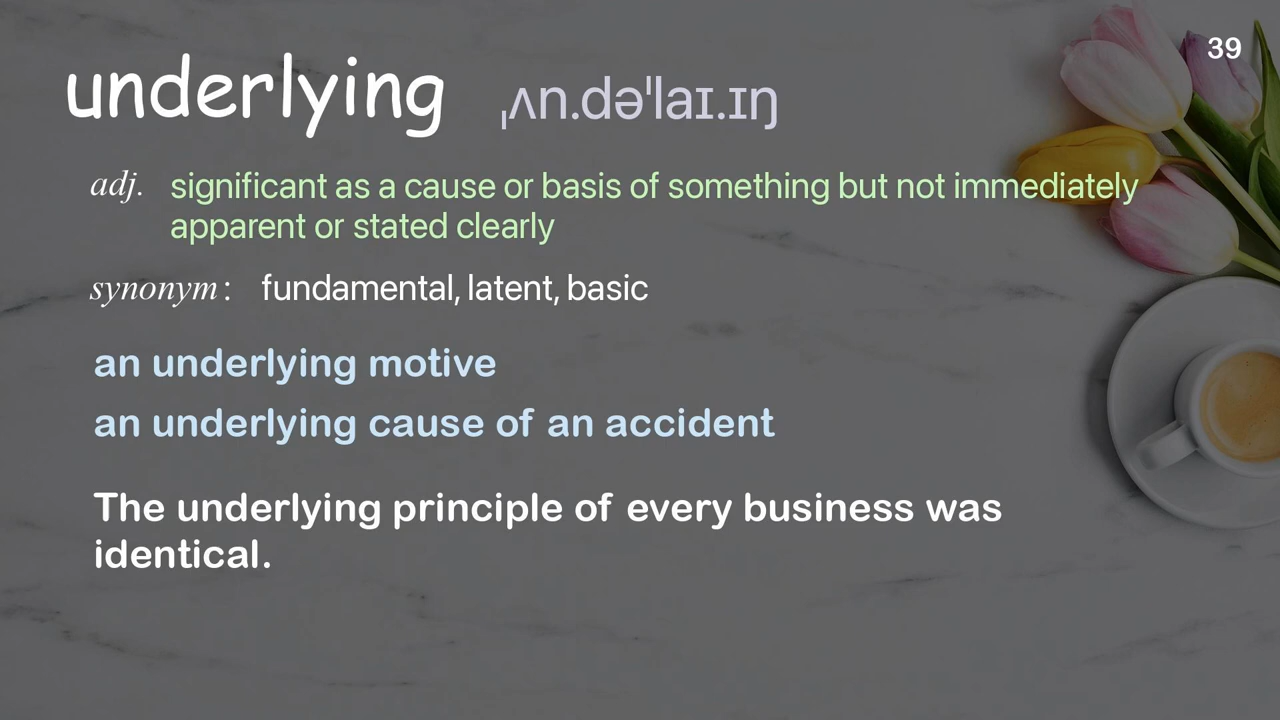 39
underlying ˌʌn.dəˈlaɪ.ɪŋ
adj. significant as a cause or basis of something but not immediately
apparent or stated clearly
synonym : fundamental, latent, basic
an underlying motive
an underlying cause of an accident
The underlying principle of every business was
identical.